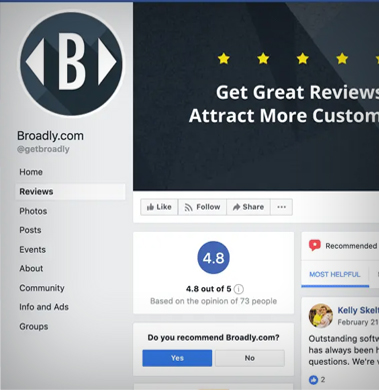 B
Get Great Reviews
Attract More Custom
Broadly.com
@getbroadly
Home
Reviews
Photos
Posts
Events
About
Community
Info and Ads
Groups
Like Follow Share ...
4.8
4.8 out of 5
Based on the opinion of 73 people
Do you recommend Broadly.com?
Yes No
Recommended
MOST HELPFUL
Kelly Skelt
February 21
Outstanding softw
has always been h
questions. We're v
2